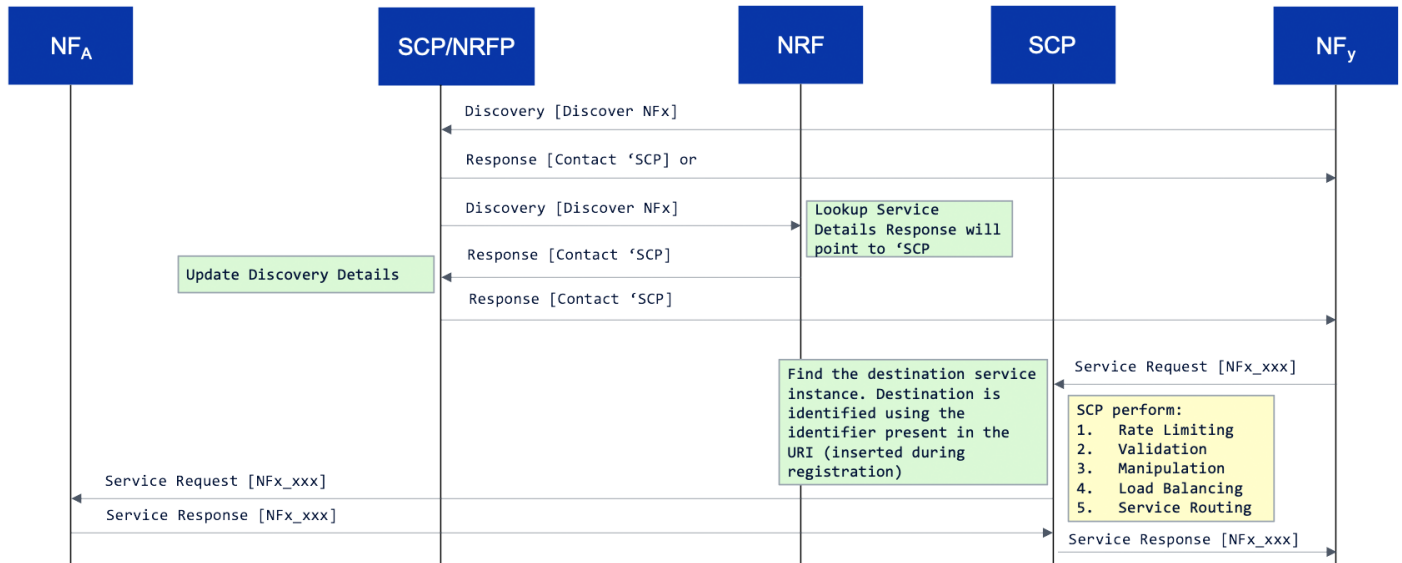 NFA
SCP/NRFP
NRF
SCP
NFy
Discovery [Discover NFx]
Response [Contact ‘SCP] or
Discovery [Discover NFx]
Lookup Service
Details Response will
point to ‘SCP
Response [Contact ‘SCP]
Update Discovery Details
Response [Contact ‘SCP]
Find the destination service
instance. Destination is
identified using the
identifier present in the
URI (inserted during
registration)
Service Request [NFx_xxx]
SCP perform:
1. Rate Limiting
2. Validation
3. Manipulation
4. Load Balancing
5. Service Routing
Service Request [NFx_xxx]
Service Response [NFx_xxx]
Service Response [NFx_xxx]